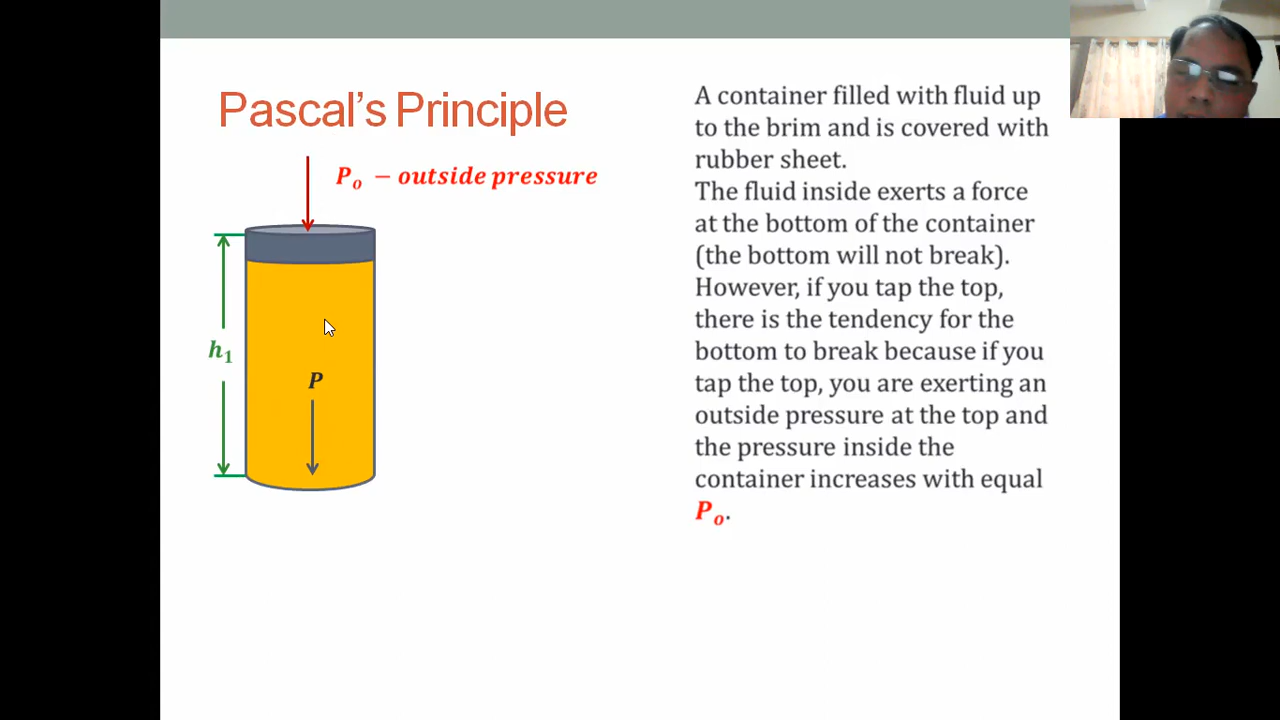 Pascal's Principle
Pₒ – outside pressure
h₁
P
A container filled with fluid up
to the brim and is covered with
rubber sheet.
The fluid inside exerts a force
at the bottom of the container
(the bottom will not break).
However, if you tap the top,
there is the tendency for the
bottom to break because if you
tap the top, you are exerting an
outside pressure at the top and
the pressure inside the
container increases with equal
Pₒ.